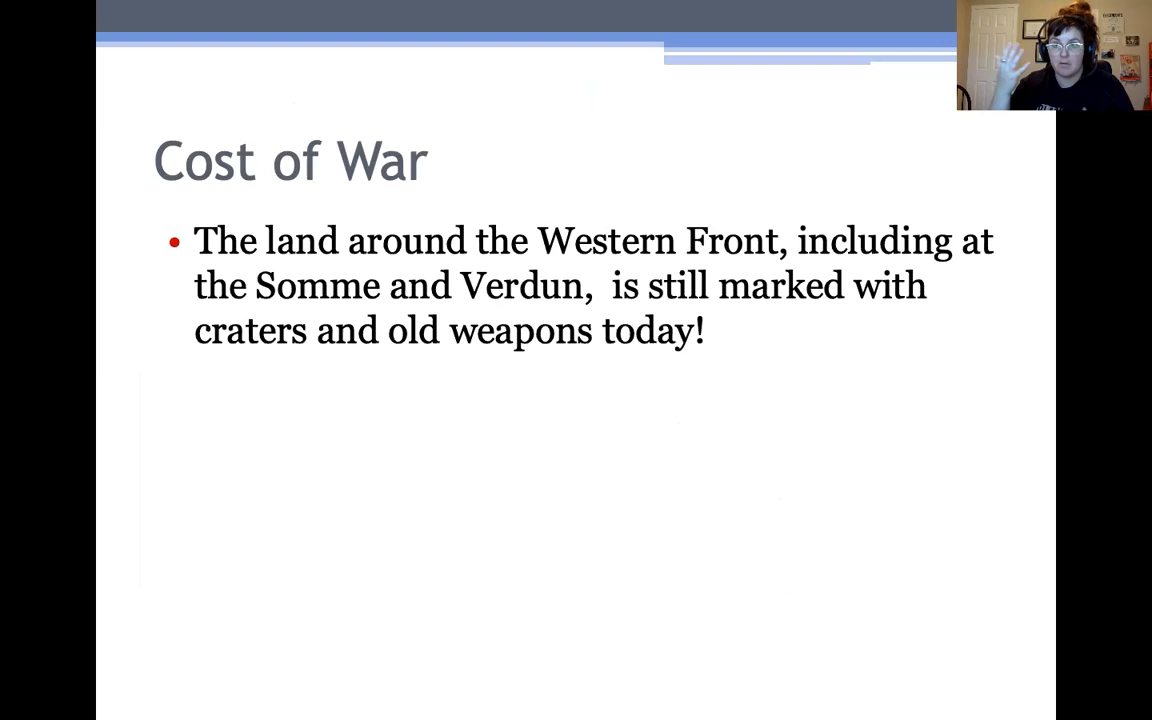 Cost of War
• The land around the Western Front, including at
the Somme and Verdun,  is still marked with
craters and old weapons today!